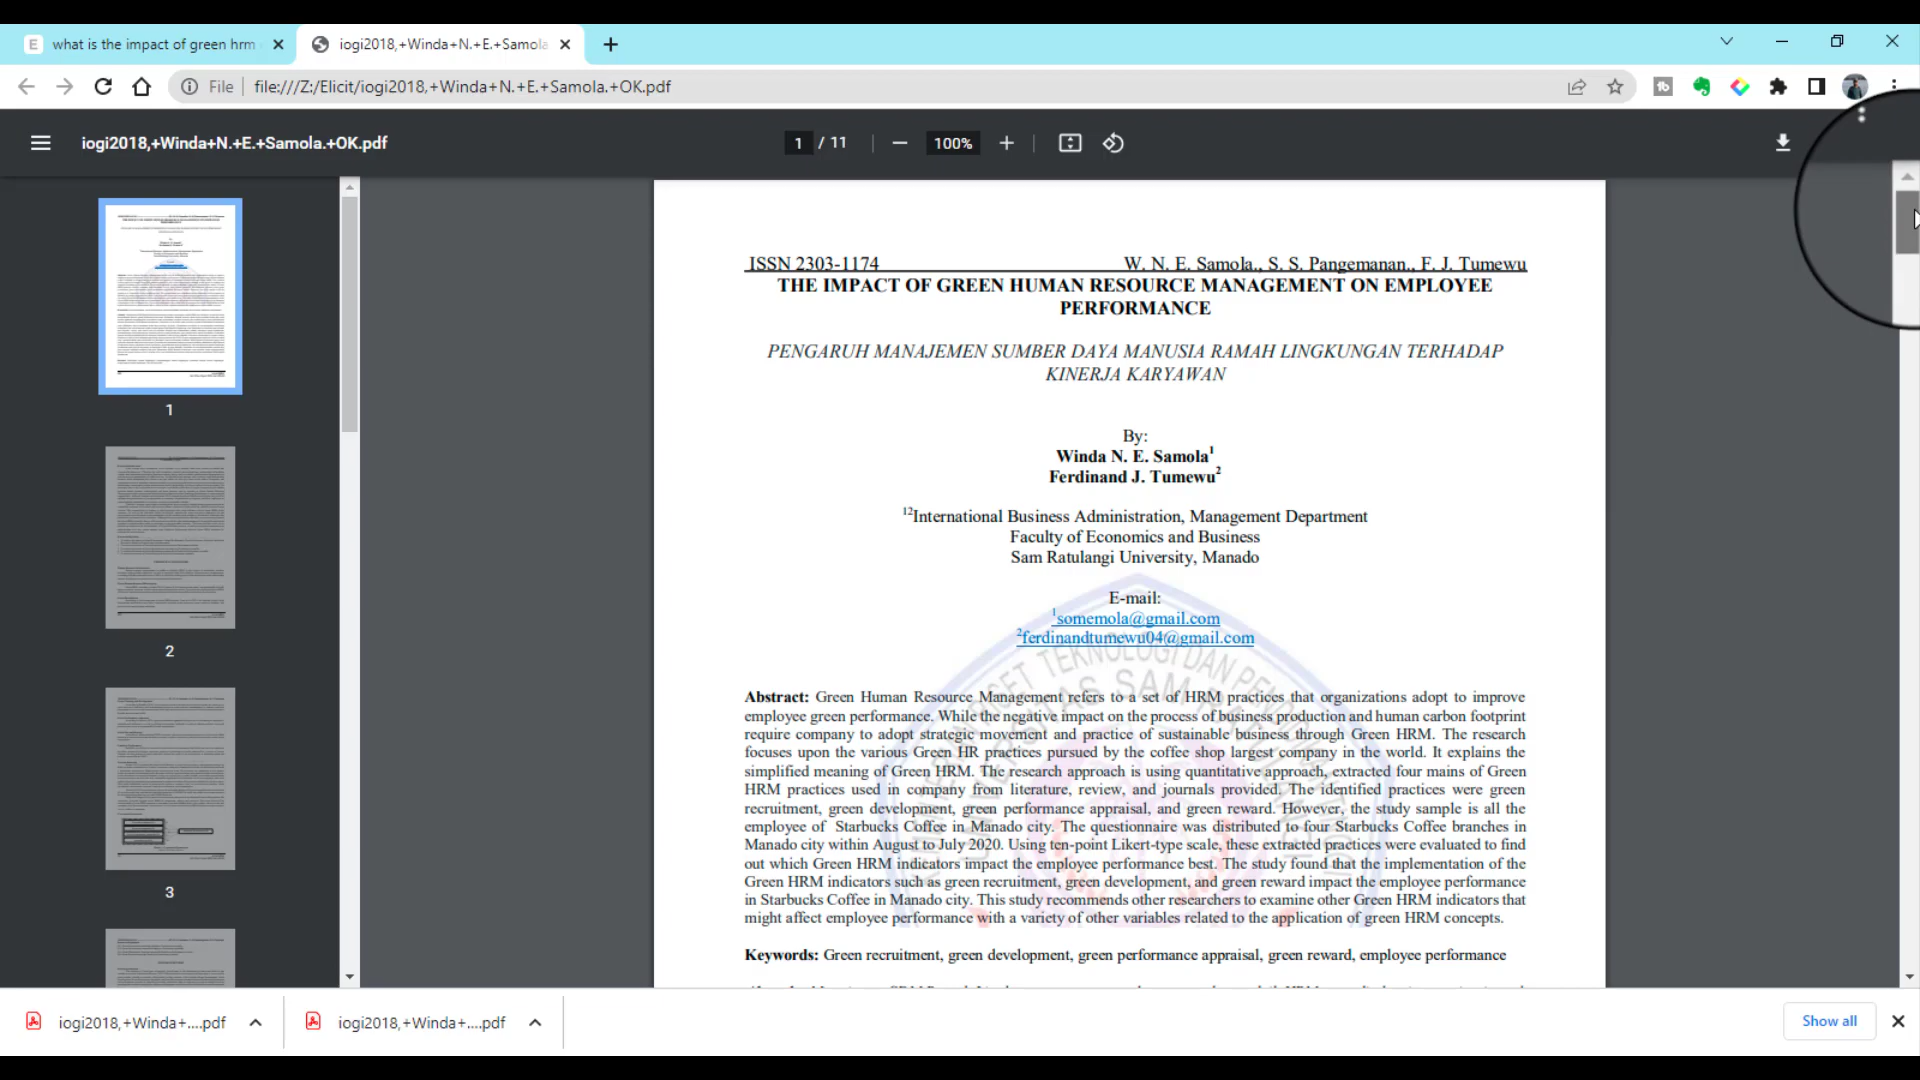 what is the impact of green hrm
iogi2018,+Winda+N.+E.+Samola
File
file:///Z:/Elicit/iogi2018,+Winda+N.+E.+Samola.+OK.pdf
iogi2018,+Winda+N.+E.+Samola.+OK.pdf
1 / 11
100%
1
2
3
ISSN 2303-1174 W. N. E. Samola., S. S. Pangemanan., F. J. Tumewu
THE IMPACT OF GREEN HUMAN RESOURCE MANAGEMENT ON EMPLOYEE
PERFORMANCE
PENGARUH MANAJEMEN SUMBER DAYA MANUSIA RAMAH LINGKUNGAN TERHADAP
KINERJA KARYAWAN
By:
Winda N. E. Samola1
Ferdinand J. Tumewu2
12International Business Administration, Management Department
Faculty of Economics and Business
Sam Ratulangi University, Manado
E-mail:
1somemola@gmail.com
2ferdinandtumewu04@gmail.com
Abstract: Green Human Resource Management refers to a set of HRM practices that organizations adopt to improve
employee green performance. While the negative impact on the process of business production and human carbon footprint
require company to adopt strategic movement and practice of sustainable business through Green HRM. The research
focuses upon the various Green HR practices pursued by the coffee shop largest company in the world. It explains the
simplified meaning of Green HRM. The research approach is using quantitative approach, extracted four mains of Green
HRM practices used in company from literature, review, and journals provided. The identified practices were green
recruitment, green development, green performance appraisal, and green reward. However, the study sample is all the
employee of Starbucks Coffee in Manado city. The questionnaire was distributed to four Starbucks Coffee branches in
Manado city within August to July 2020. Using ten-point Likert-type scale, these extracted practices were evaluated to find
out which Green HRM indicators impact the employee performance best. The study found that the implementation of the
Green HRM indicators such as green recruitment, green development, and green reward impact the employee performance
in Starbucks Coffee in Manado city. This study recommends other researchers to examine other Green HRM indicators that
might affect employee performance with a variety of other variables related to the application of green HRM concepts.
Keywords: Green recruitment, green development, green performance appraisal, green reward, employee performance
iogi2018,+Winda+....pdf
iogi2018,+Winda+....pdf
Show all